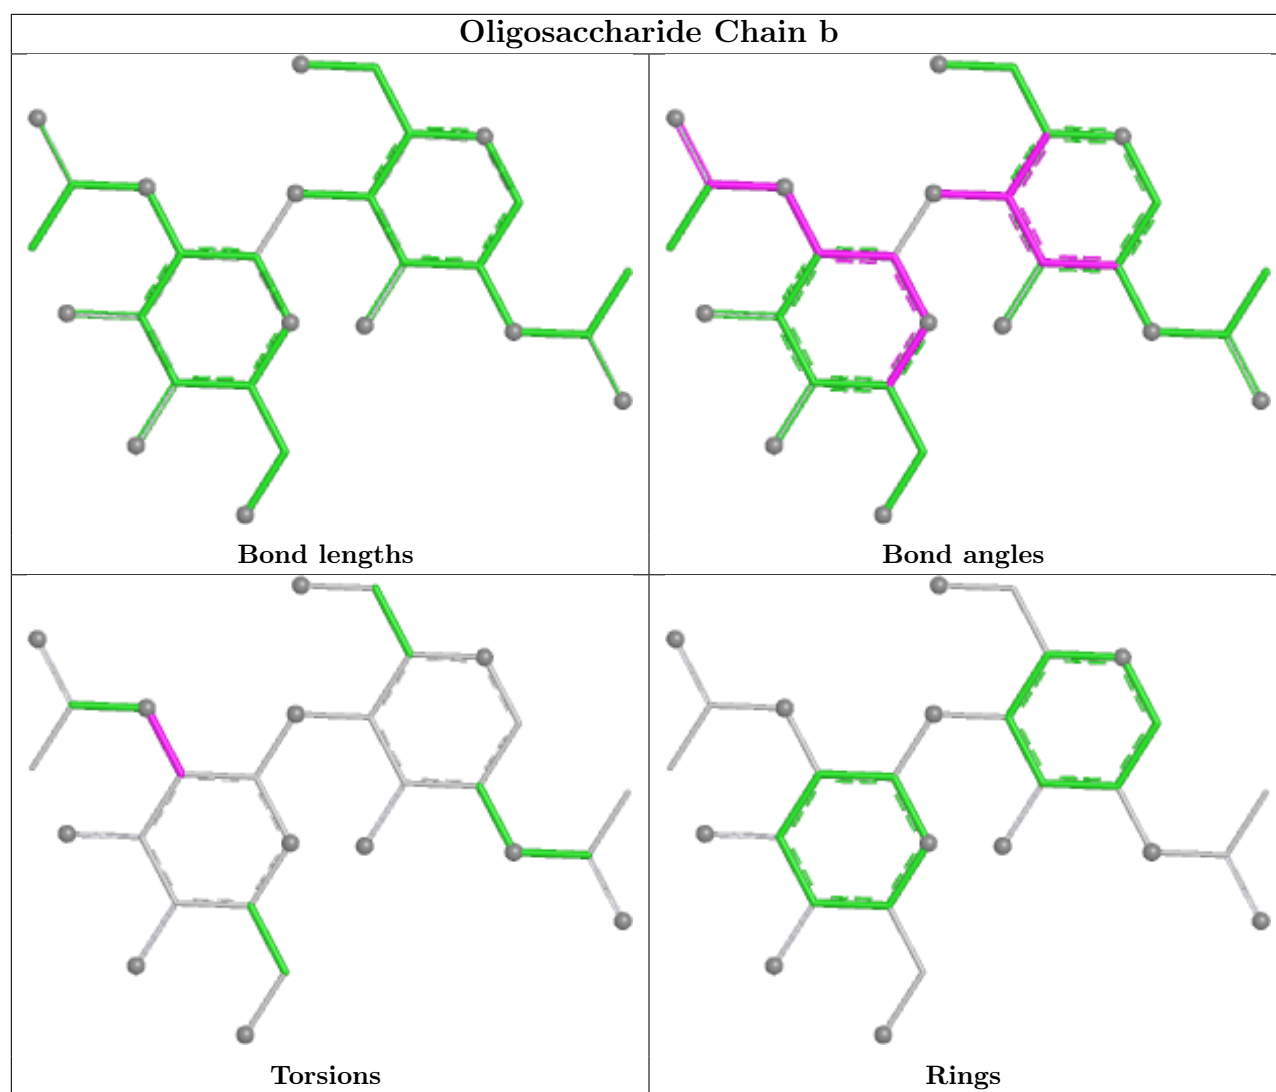 Oligosaccharide Chain b
Bond lengths
Bond angles
Torsions
Rings